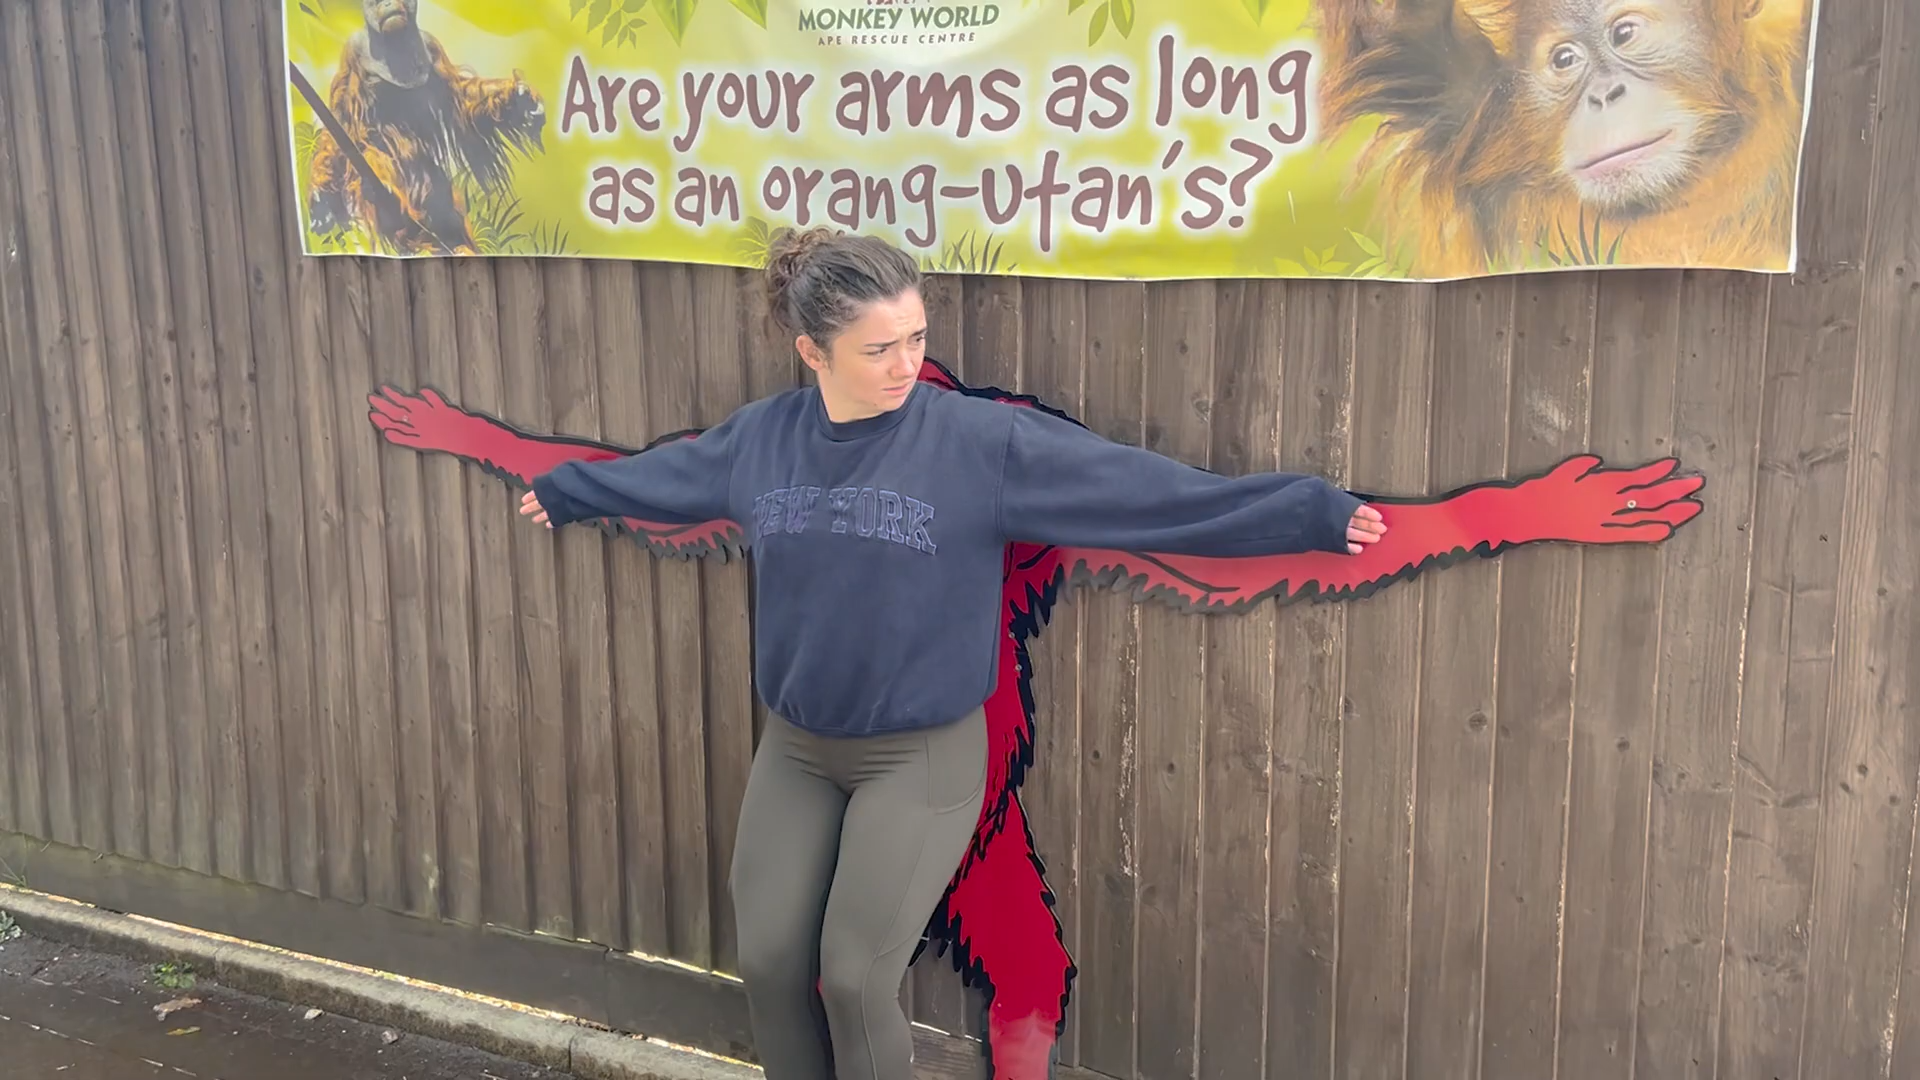 MONKEY WORLD
APE RESCUE CENTRE
Are your arms as long
as an orang-utan's?
NEW YORK